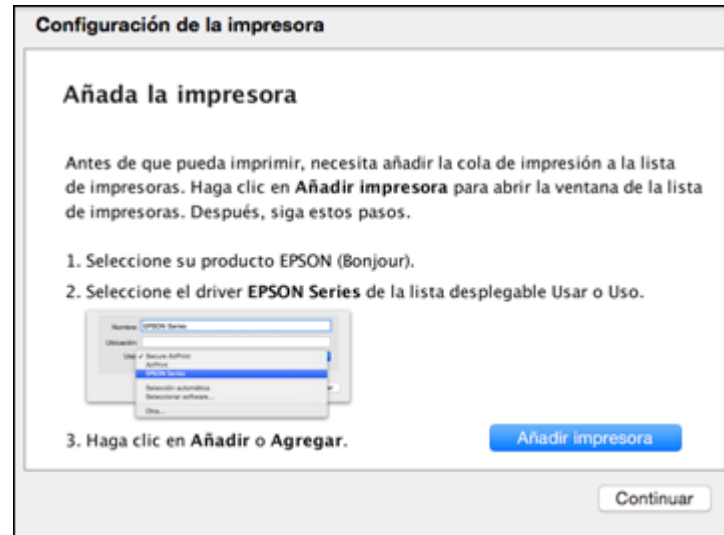 Configuración de la impresora
Añada la impresora
Antes de que pueda imprimir, necesita añadir la cola de impresión a la lista
de impresoras. Haga clic en Añadir impresora para abrir la ventana de la lista
de impresoras. Después, siga estos pasos.
1. Seleccione su producto EPSON (Bonjour).
2. Seleccione el driver EPSON Series de la lista desplegable Usar o Uso.
Nombre: EPSON Series
Ubicación:
Uso ✓ Secure AirPrint
AirPrint
EPSON Series
Selección automática
Seleccionar software...
Otra...
3. Haga clic en Añadir o Agregar.
Añadir impresora
Continuar